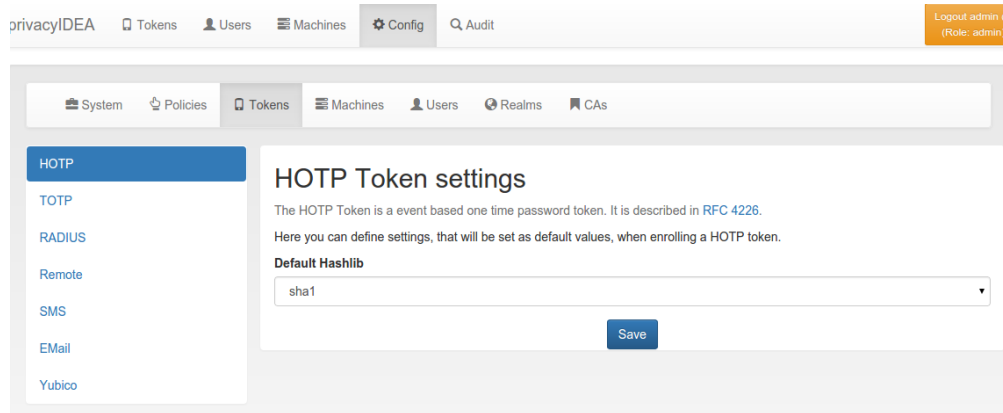 privacyIDEA Tokens Users Machines Config Audit
Logout admin
(Role: admin
System Policies Tokens Machines Users Realms CAs
HOTP
TOTP
RADIUS
Remote
SMS
EMail
Yubico
HOTP Token settings
The HOTP Token is a event based one time password token. It is described in RFC 4226.
Here you can define settings, that will be set as default values, when enrolling a HOTP token.
Default Hashlib
sha1
Save